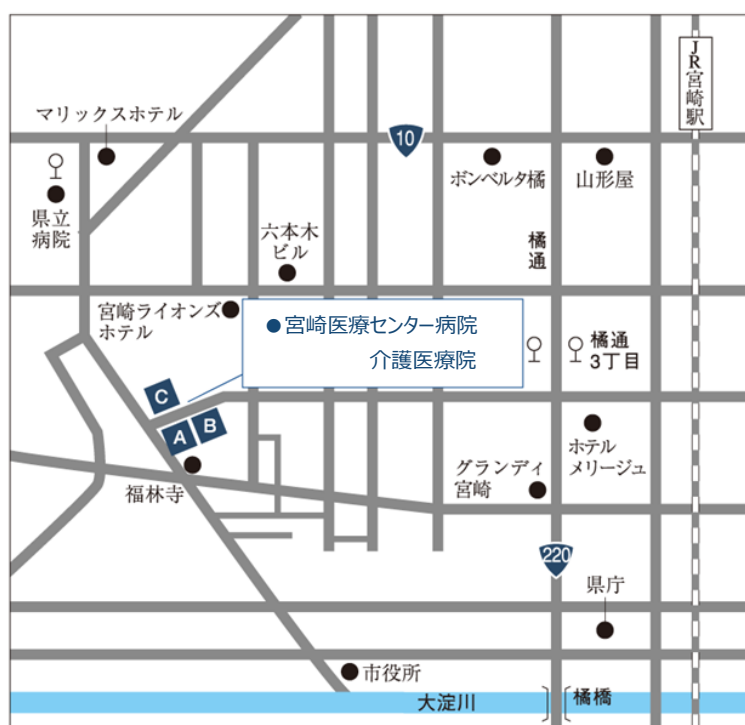 JR宮崎駅
マリックスホテル
10
ボンベルタ橘
山形屋
県立
病院
六本木
ビル
橘通
宮崎ライオンズ
ホテル
●宮崎医療センター病院
介護医療院
橘通
3丁目
C
A
B
ホテル
メリージュ
グランディ
宮崎
福林寺
220
県庁
市役所
大淀川
橘橋